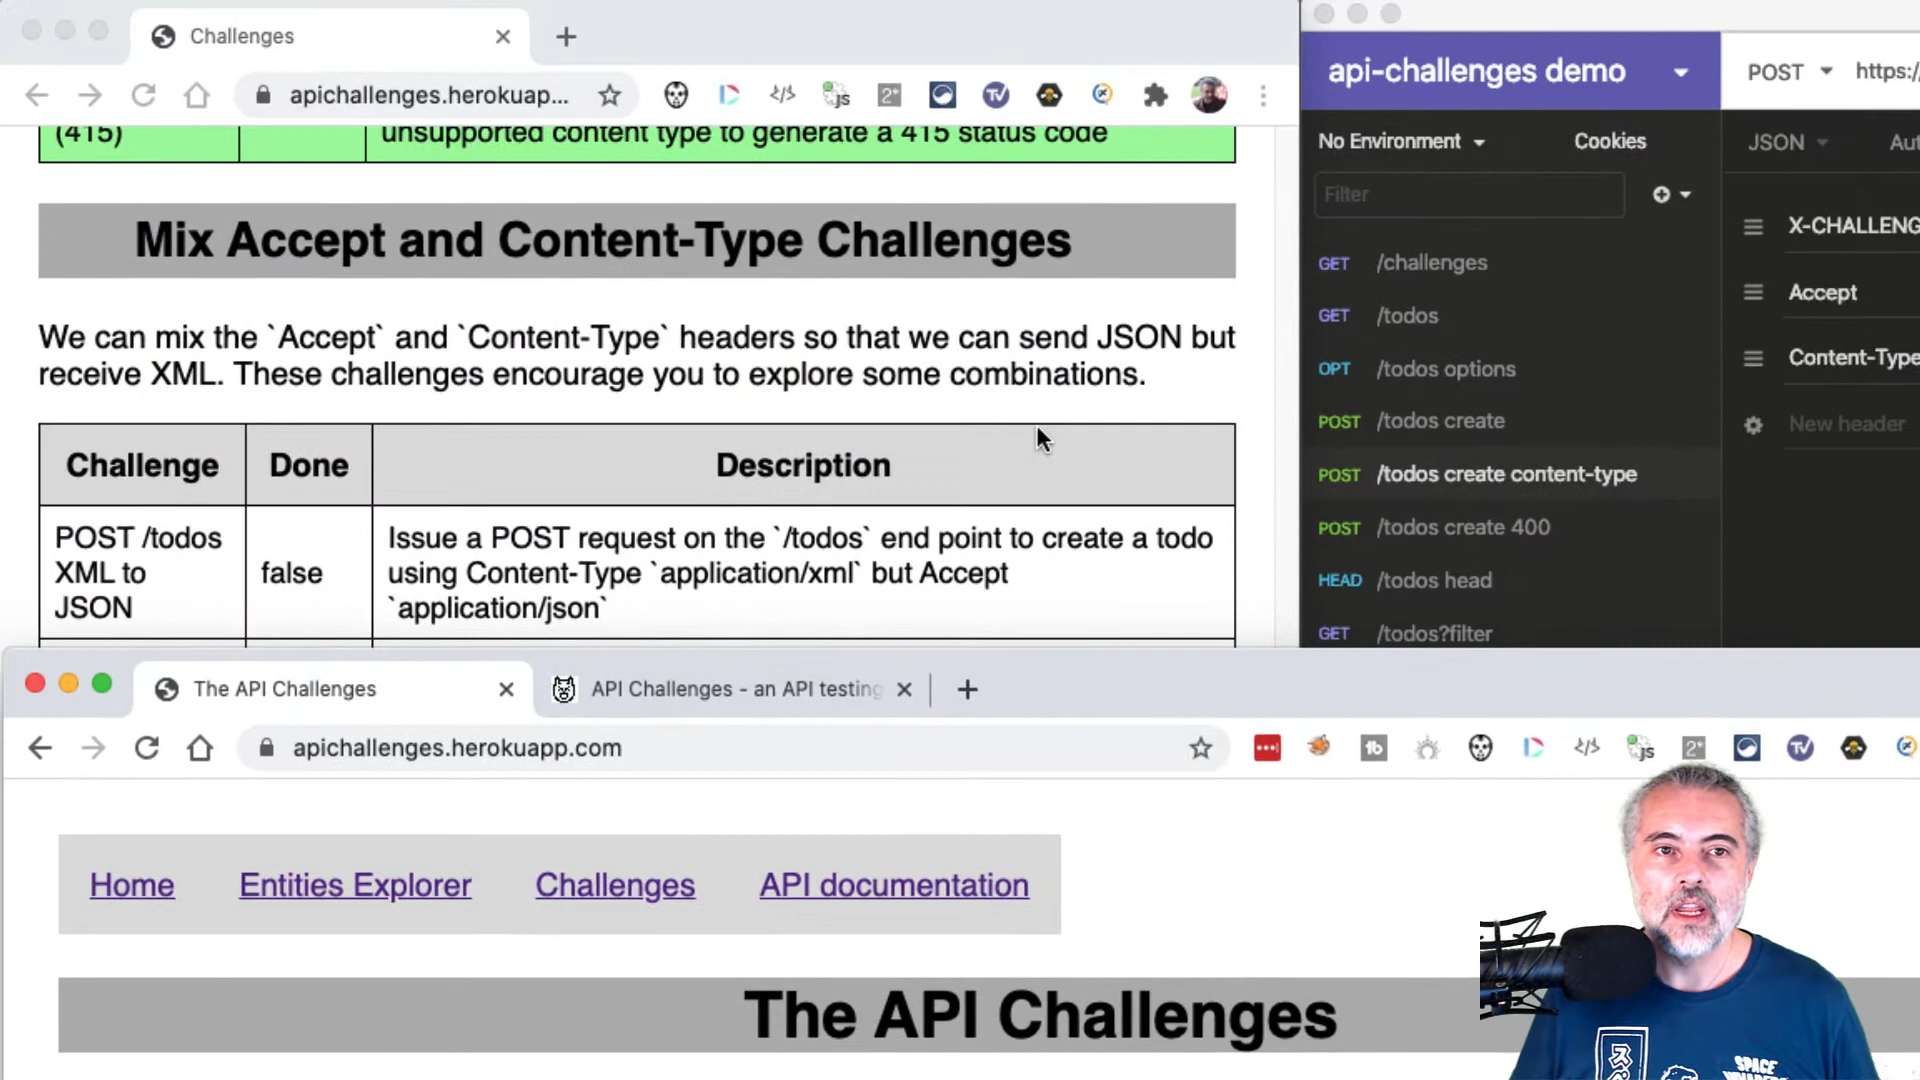 Challenges
apichallenges.herokuap...
(415)
unsupported content type to generate a 415 status code
Mix Accept and Content-Type Challenges
We can mix the `Accept` and `Content-Type` headers so that we can send JSON but
receive XML. These challenges encourage you to explore some combinations.
Challenge Done Description
POST /todos
XML to
JSON
false
Issue a POST request on the `/todos` end point to create a todo
using Content-Type `application/xml` but Accept
`application/json`
api-challenges demo
No Environment Cookies
Filter
GET /challenges
GET /todos
OPT /todos options
POST /todos create
POST /todos create content-type
POST /todos create 400
HEAD /todos head
GET /todos?filter
POST https:/
JSON Aut
X-CHALLENG
Accept
Content-Type
New header
The API Challenges
API Challenges - an API testing
apichallenges.herokuapp.com
Home Entities Explorer Challenges API documentation
The API Challenges
SPACE